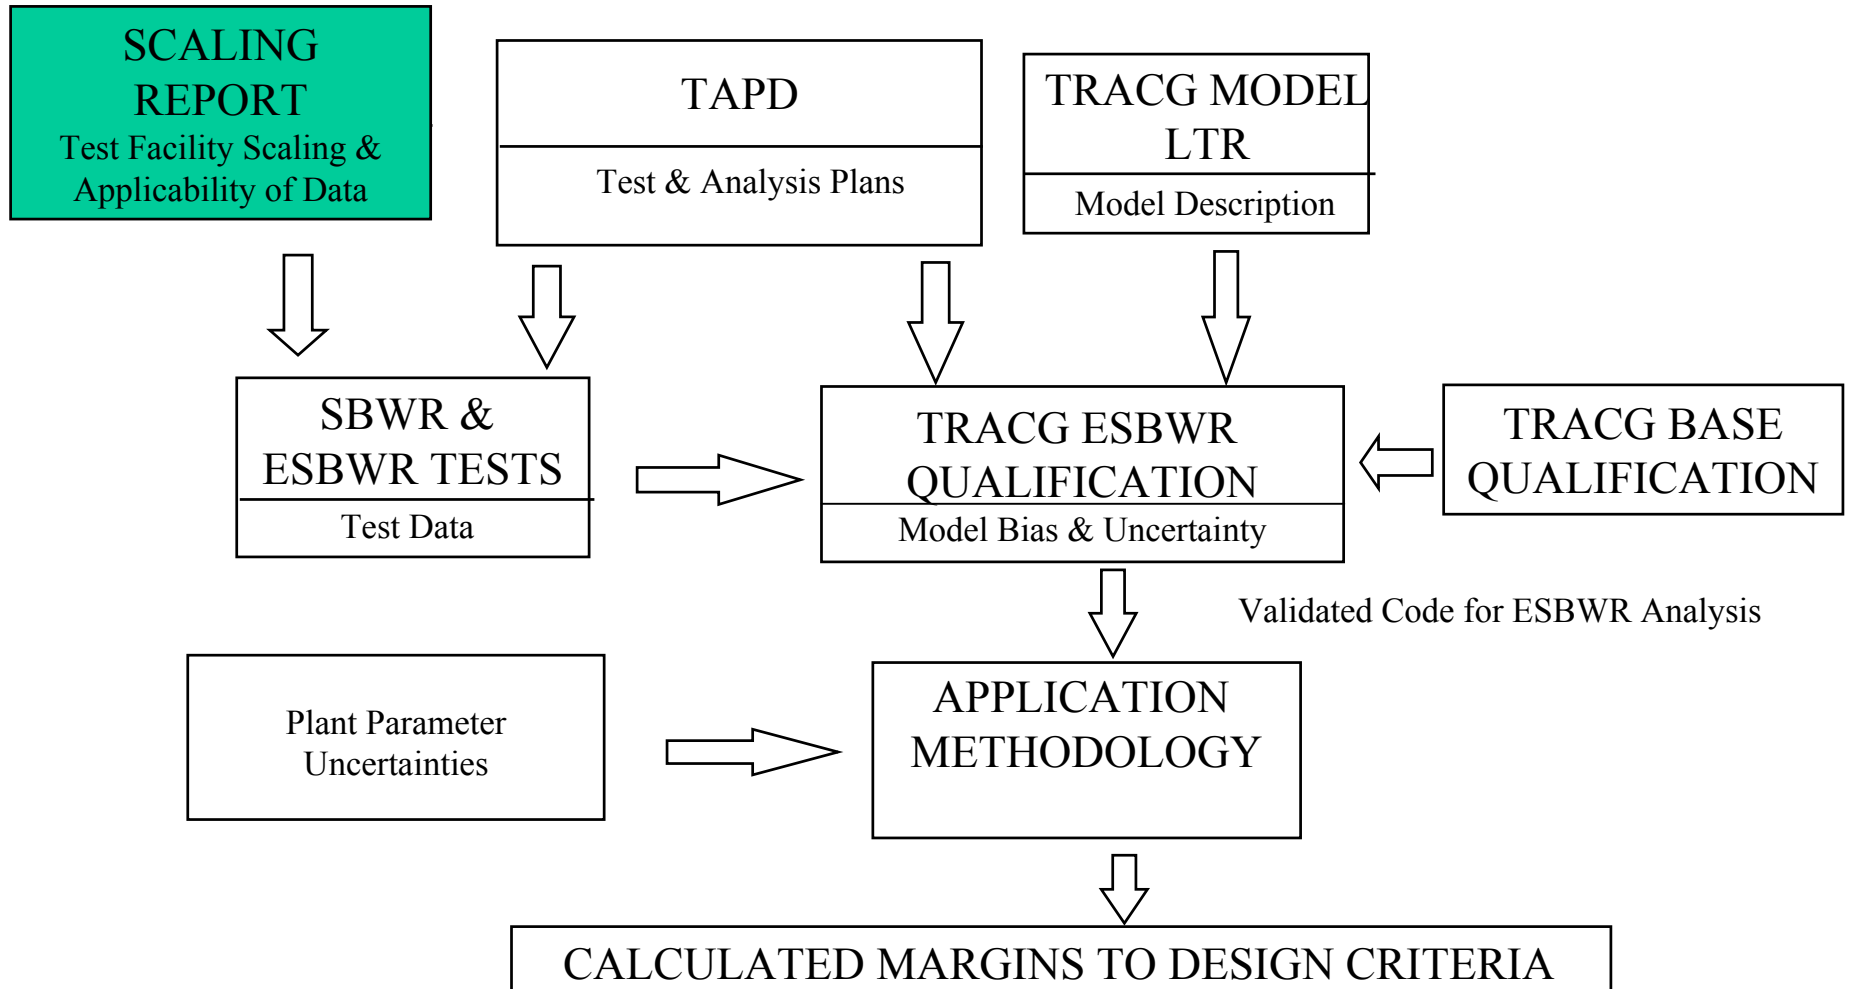 SCALING
REPORT
Test Facility Scaling &
Applicability of Data
TAPD
Test & Analysis Plans
TRACG MODEL
LTR
Model Description
SBWR &
ESBWR TESTS
Test Data
TRACG ESBWR
QUALIFICATION
Model Bias & Uncertainty
TRACG BASE
QUALIFICATION
Validated Code for ESBWR Analysis
Plant Parameter
Uncertainties
APPLICATION
METHODOLOGY
CALCULATED MARGINS TO DESIGN CRITERIA